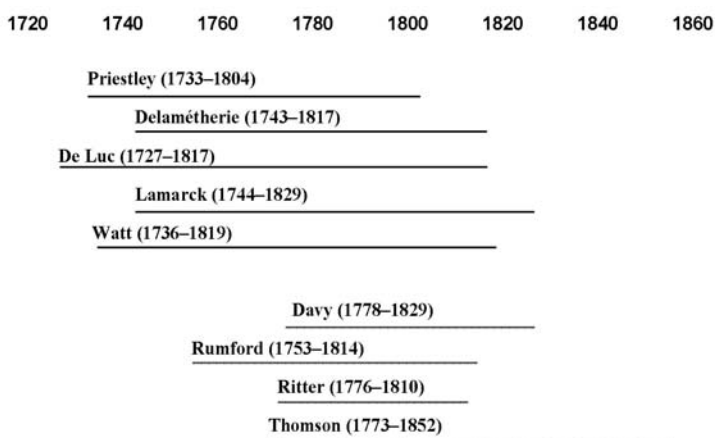 1720 1740 1760 1780 1800 1820 1840 1860
Priestley (1733–1804)
Delamétherie (1743–1817)
De Luc (1727–1817)
Lamarck (1744–1829)
Watt (1736–1819)
Davy (1778–1829)
Rumford (1753–1814)
Ritter (1776–1810)
Thomson (1773–1852)